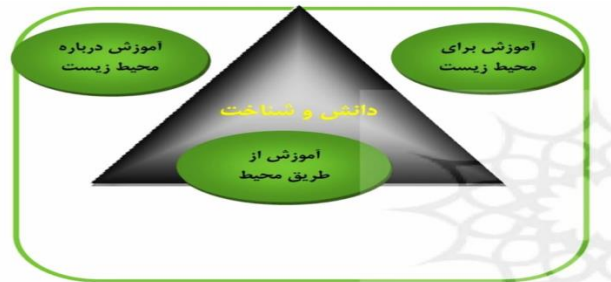 آموزش برای
محیط زیست
آموزش درباره
محیط زیست
دانش و شناخت
آموزش از
طریق محیط